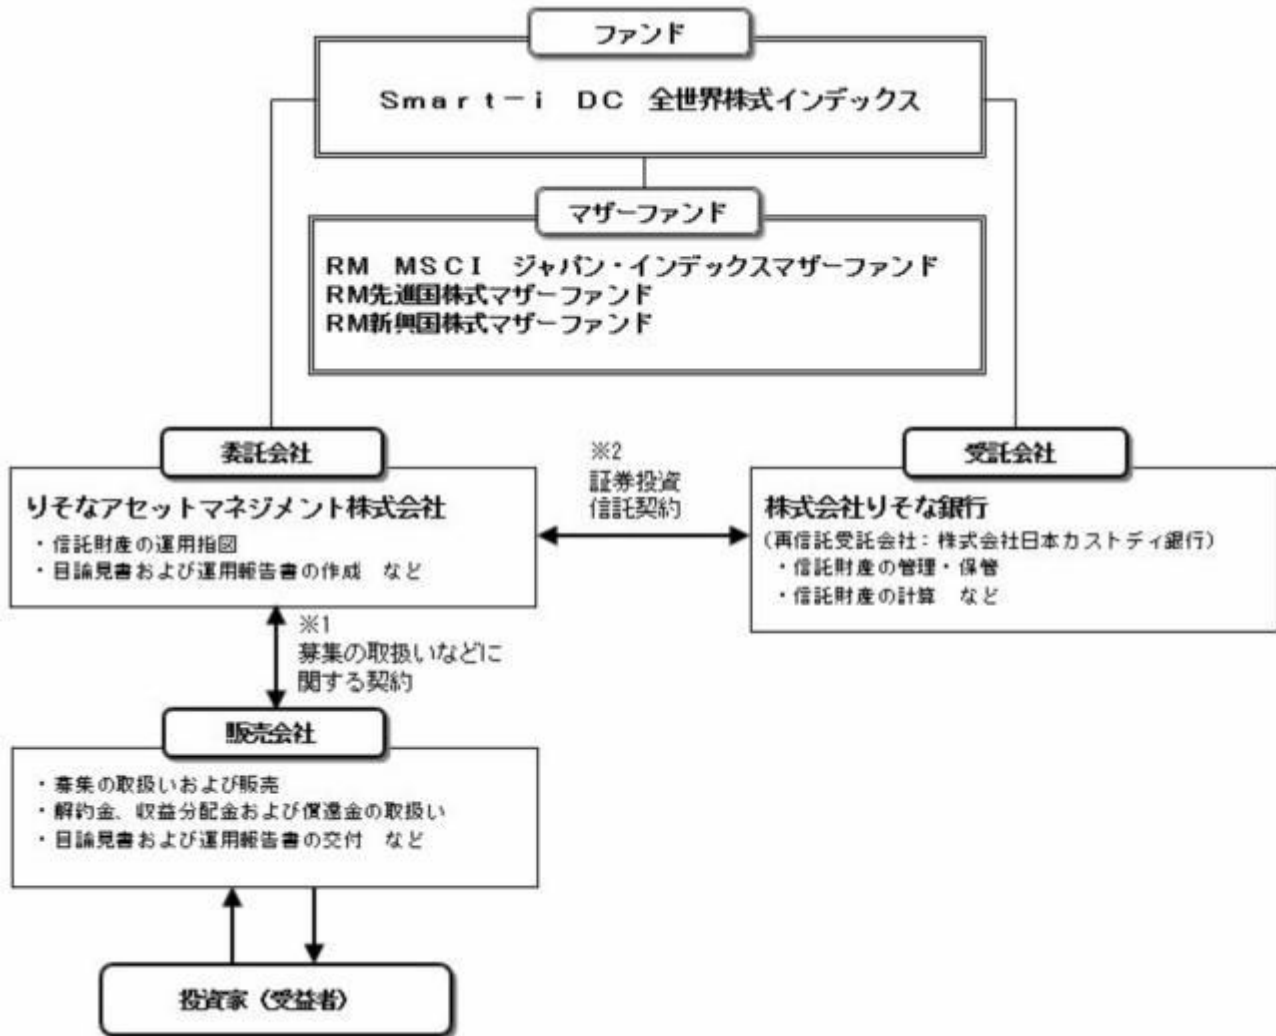 ファンド
Ｓｍａｒｔ－ｉ　ＤＣ　全世界株式インデックス
マザーファンド
ＲＭ　ＭＳＣＩ　ジャパン・インデックスマザーファンド
ＲＭ先進国株式マザーファンド
ＲＭ新興国株式マザーファンド
委託会社
りそなアセットマネジメント株式会社
・信託財産の運用指図
・目論見書および運用報告書の作成　など
※2
証券投資
信託契約
受託会社
株式会社りそな銀行
（再信託受託会社：株式会社日本カストディ銀行）
・信託財産の管理・保管
・信託財産の計算　など
※1
募集の取扱いなどに
関する契約
販売会社
・募集の取扱いおよび販売
・解約金、収益分配金および償還金の取扱い
・目論見書および運用報告書の交付　など
投資家（受益者）